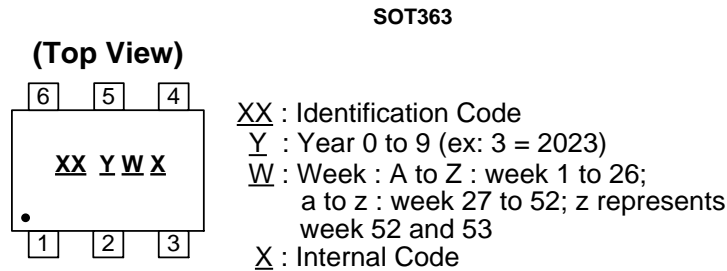 SOT363
(Top View)
6 5 4
XX Y W X
1 2 3
XX : Identification Code
Y : Year 0 to 9 (ex: 3 = 2023)
W : Week : A to Z : week 1 to 26;
a to z : week 27 to 52; z represents
week 52 and 53
X : Internal Code